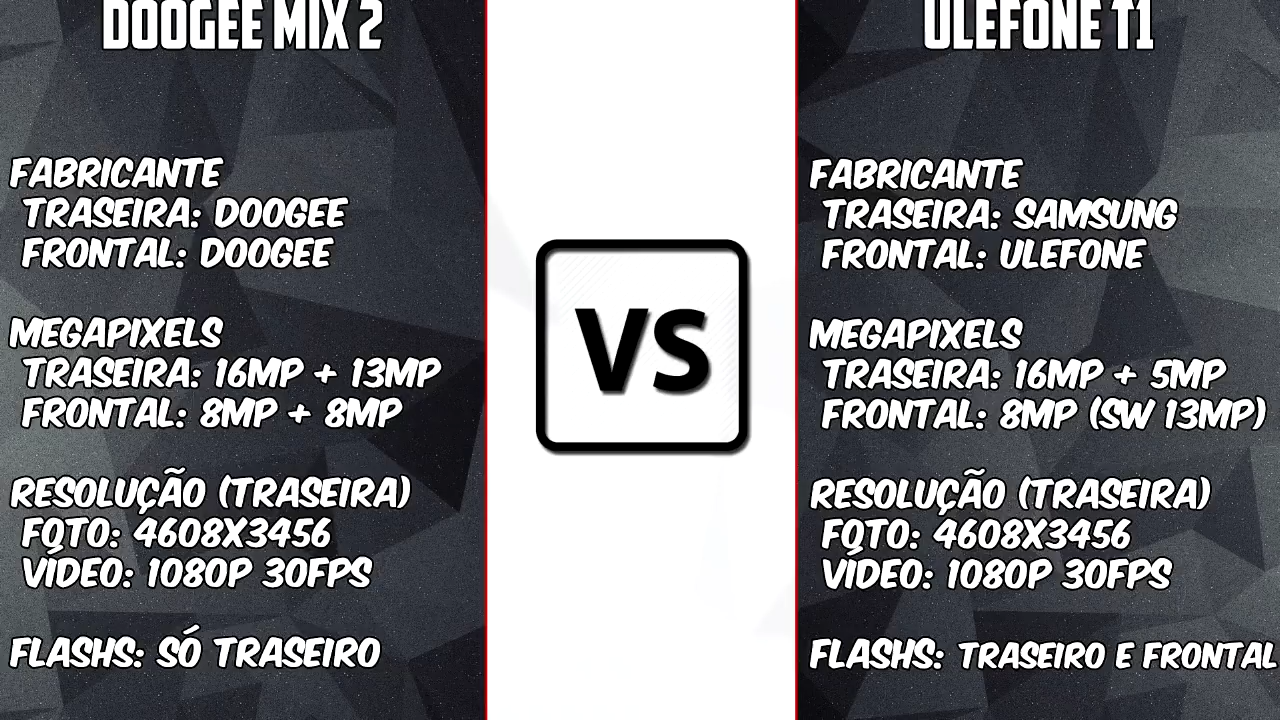 DOOGEE MIX 2
FABRICANTE
TRASEIRA: DOOGEE
FRONTAL: DOOGEE
MEGAPIXELS
TRASEIRA: 16MP + 13MP
FRONTAL: 8MP + 8MP
RESOLUÇÃO (TRASEIRA)
FOTO: 4608X3456
VÍDEO: 1080P 30FPS
FLASHS: SÓ TRASEIRO
VS
ULEFONE T1
FABRICANTE
TRASEIRA: SAMSUNG
FRONTAL: ULEFONE
MEGAPIXELS
TRASEIRA: 16MP + 5MP
FRONTAL: 8MP (SW 13MP)
RESOLUÇÃO (TRASEIRA)
FOTO: 4608X3456
VÍDEO: 1080P 30FPS
FLASHS: TRASEIRO E FRONTAL